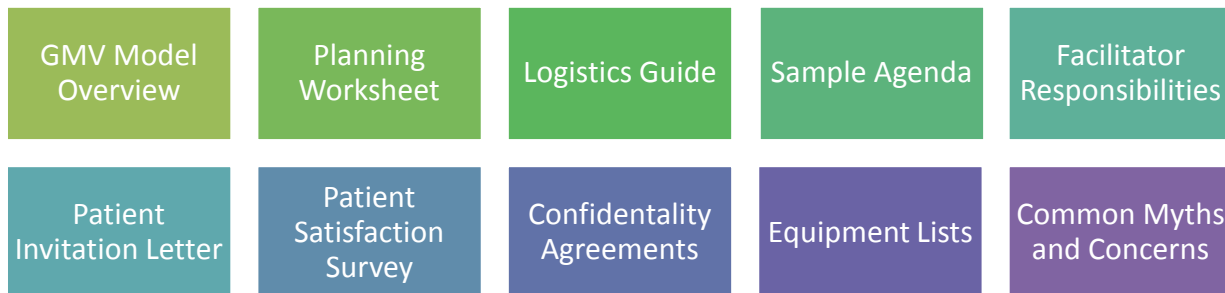 GMV Model
Overview
Planning
Worksheet
Logistics Guide
Sample Agenda
Facilitator
Responsibilities
Patient
Invitation Letter
Patient
Satisfaction
Survey
Confidentality
Agreements
Equipment Lists
Common Myths
and Concerns